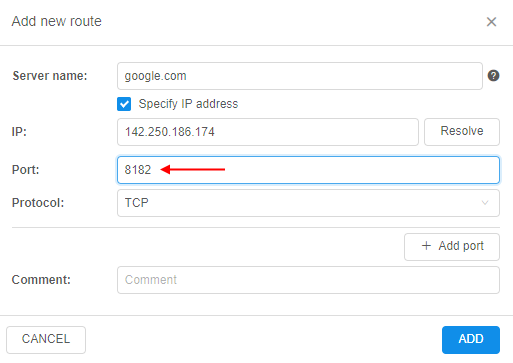 Add new route
Server name: google.com
Specify IP address
IP: 142.250.186.174 Resolve
Port: 8182
Protocol: TCP
+ Add port
Comment: Comment
CANCEL ADD